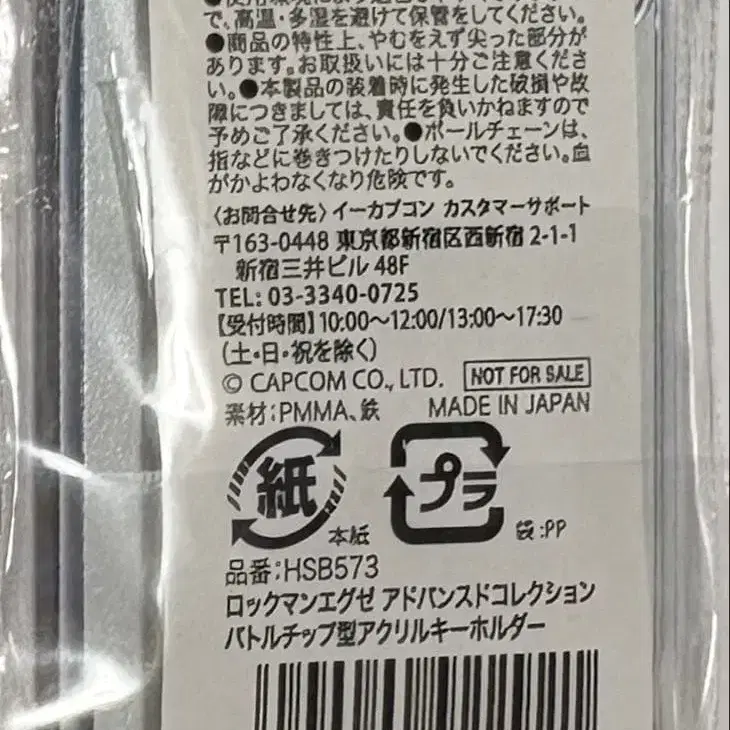 で、高温・多湿を避けて保管をしてください。
●商品の特性上、やむをえず尖った部分が
あります。お取扱いには十分ご注意くださ
い。●本製品の装着時に発生した破損や故
障につきましては、責任を負いかねますので
予めご了承ください。●ボールチェーンは、
指などに巻きつけたりしないでください。血
がかよわなくなり危険です。
〈お問合せ先〉イーカプコン カスタマーサポート
〒163-0448 東京都新宿区西新宿2-1-1
新宿三井ビル 48F
TEL: 03-3340-0725
【受付時間】10:00〜12:00/13:00〜17:30
(土・日・祝を除く)
© CAPCOM CO., LTD. NOT FOR SALE
素材:PMMA、鉄 MADE IN JAPAN
紙 本紙 プラ 袋:PP
品番:HSB573
ロックマンエグゼ アドバンスドコレクション
バトルチップ型アクリルキーホルダー